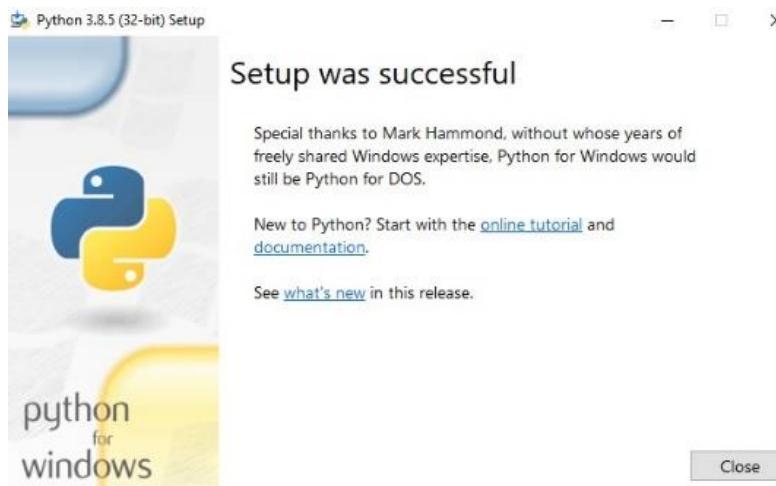 Python 3.8.5 (32-bit) Setup
Setup was successful
Special thanks to Mark Hammond, without whose years of
freely shared Windows expertise, Python for Windows would
still be Python for DOS.
New to Python? Start with the online tutorial and
documentation.
See what's new in this release.
python
for
windows
Close